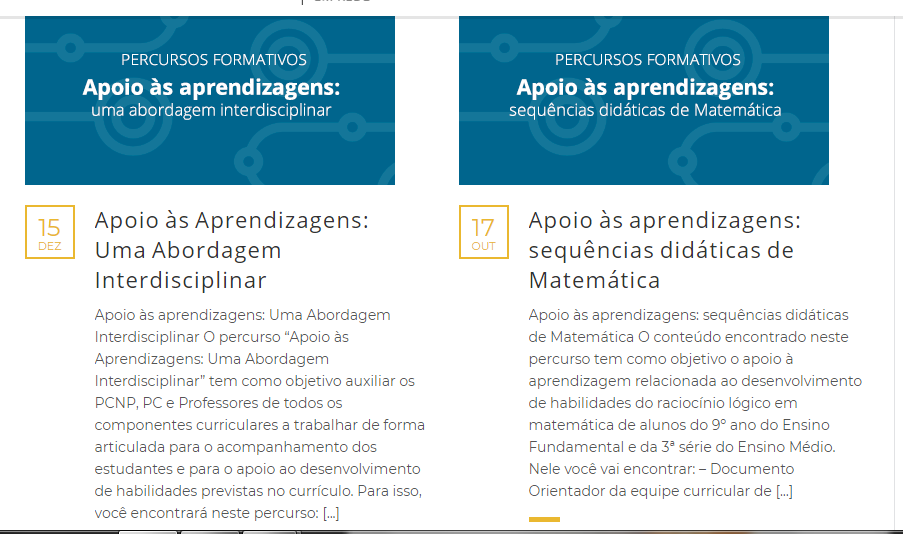 PERCURSOS FORMATIVOS
Apoio às aprendizagens:
uma abordagem interdisciplinar
15
DEZ
Apoio às Aprendizagens:
Uma Abordagem
Interdisciplinar
Apoio às aprendizagens: Uma Abordagem
Interdisciplinar O percurso “Apoio às
Aprendizagens: Uma Abordagem
Interdisciplinar” tem como objetivo auxiliar os
PCNP, PC e Professores de todos os
componentes curriculares a trabalhar de forma
articulada para o acompanhamento dos
estudantes e para o apoio ao desenvolvimento
de habilidades previstas no currículo. Para isso,
você encontrará neste percurso: [...]
PERCURSOS FORMATIVOS
Apoio às aprendizagens:
sequências didáticas de Matemática
17
OUT
Apoio às aprendizagens:
sequências didáticas de
Matemática
Apoio às aprendizagens: sequências didáticas
de Matemática O conteúdo encontrado neste
percurso tem como objetivo o apoio à
aprendizagem relacionada ao desenvolvimento
de habilidades do raciocínio lógico em
matemática de alunos do 9º ano do Ensino
Fundamental e da 3ª série do Ensino Médio.
Nele você vai encontrar: – Documento
Orientador da equipe curricular de [...]